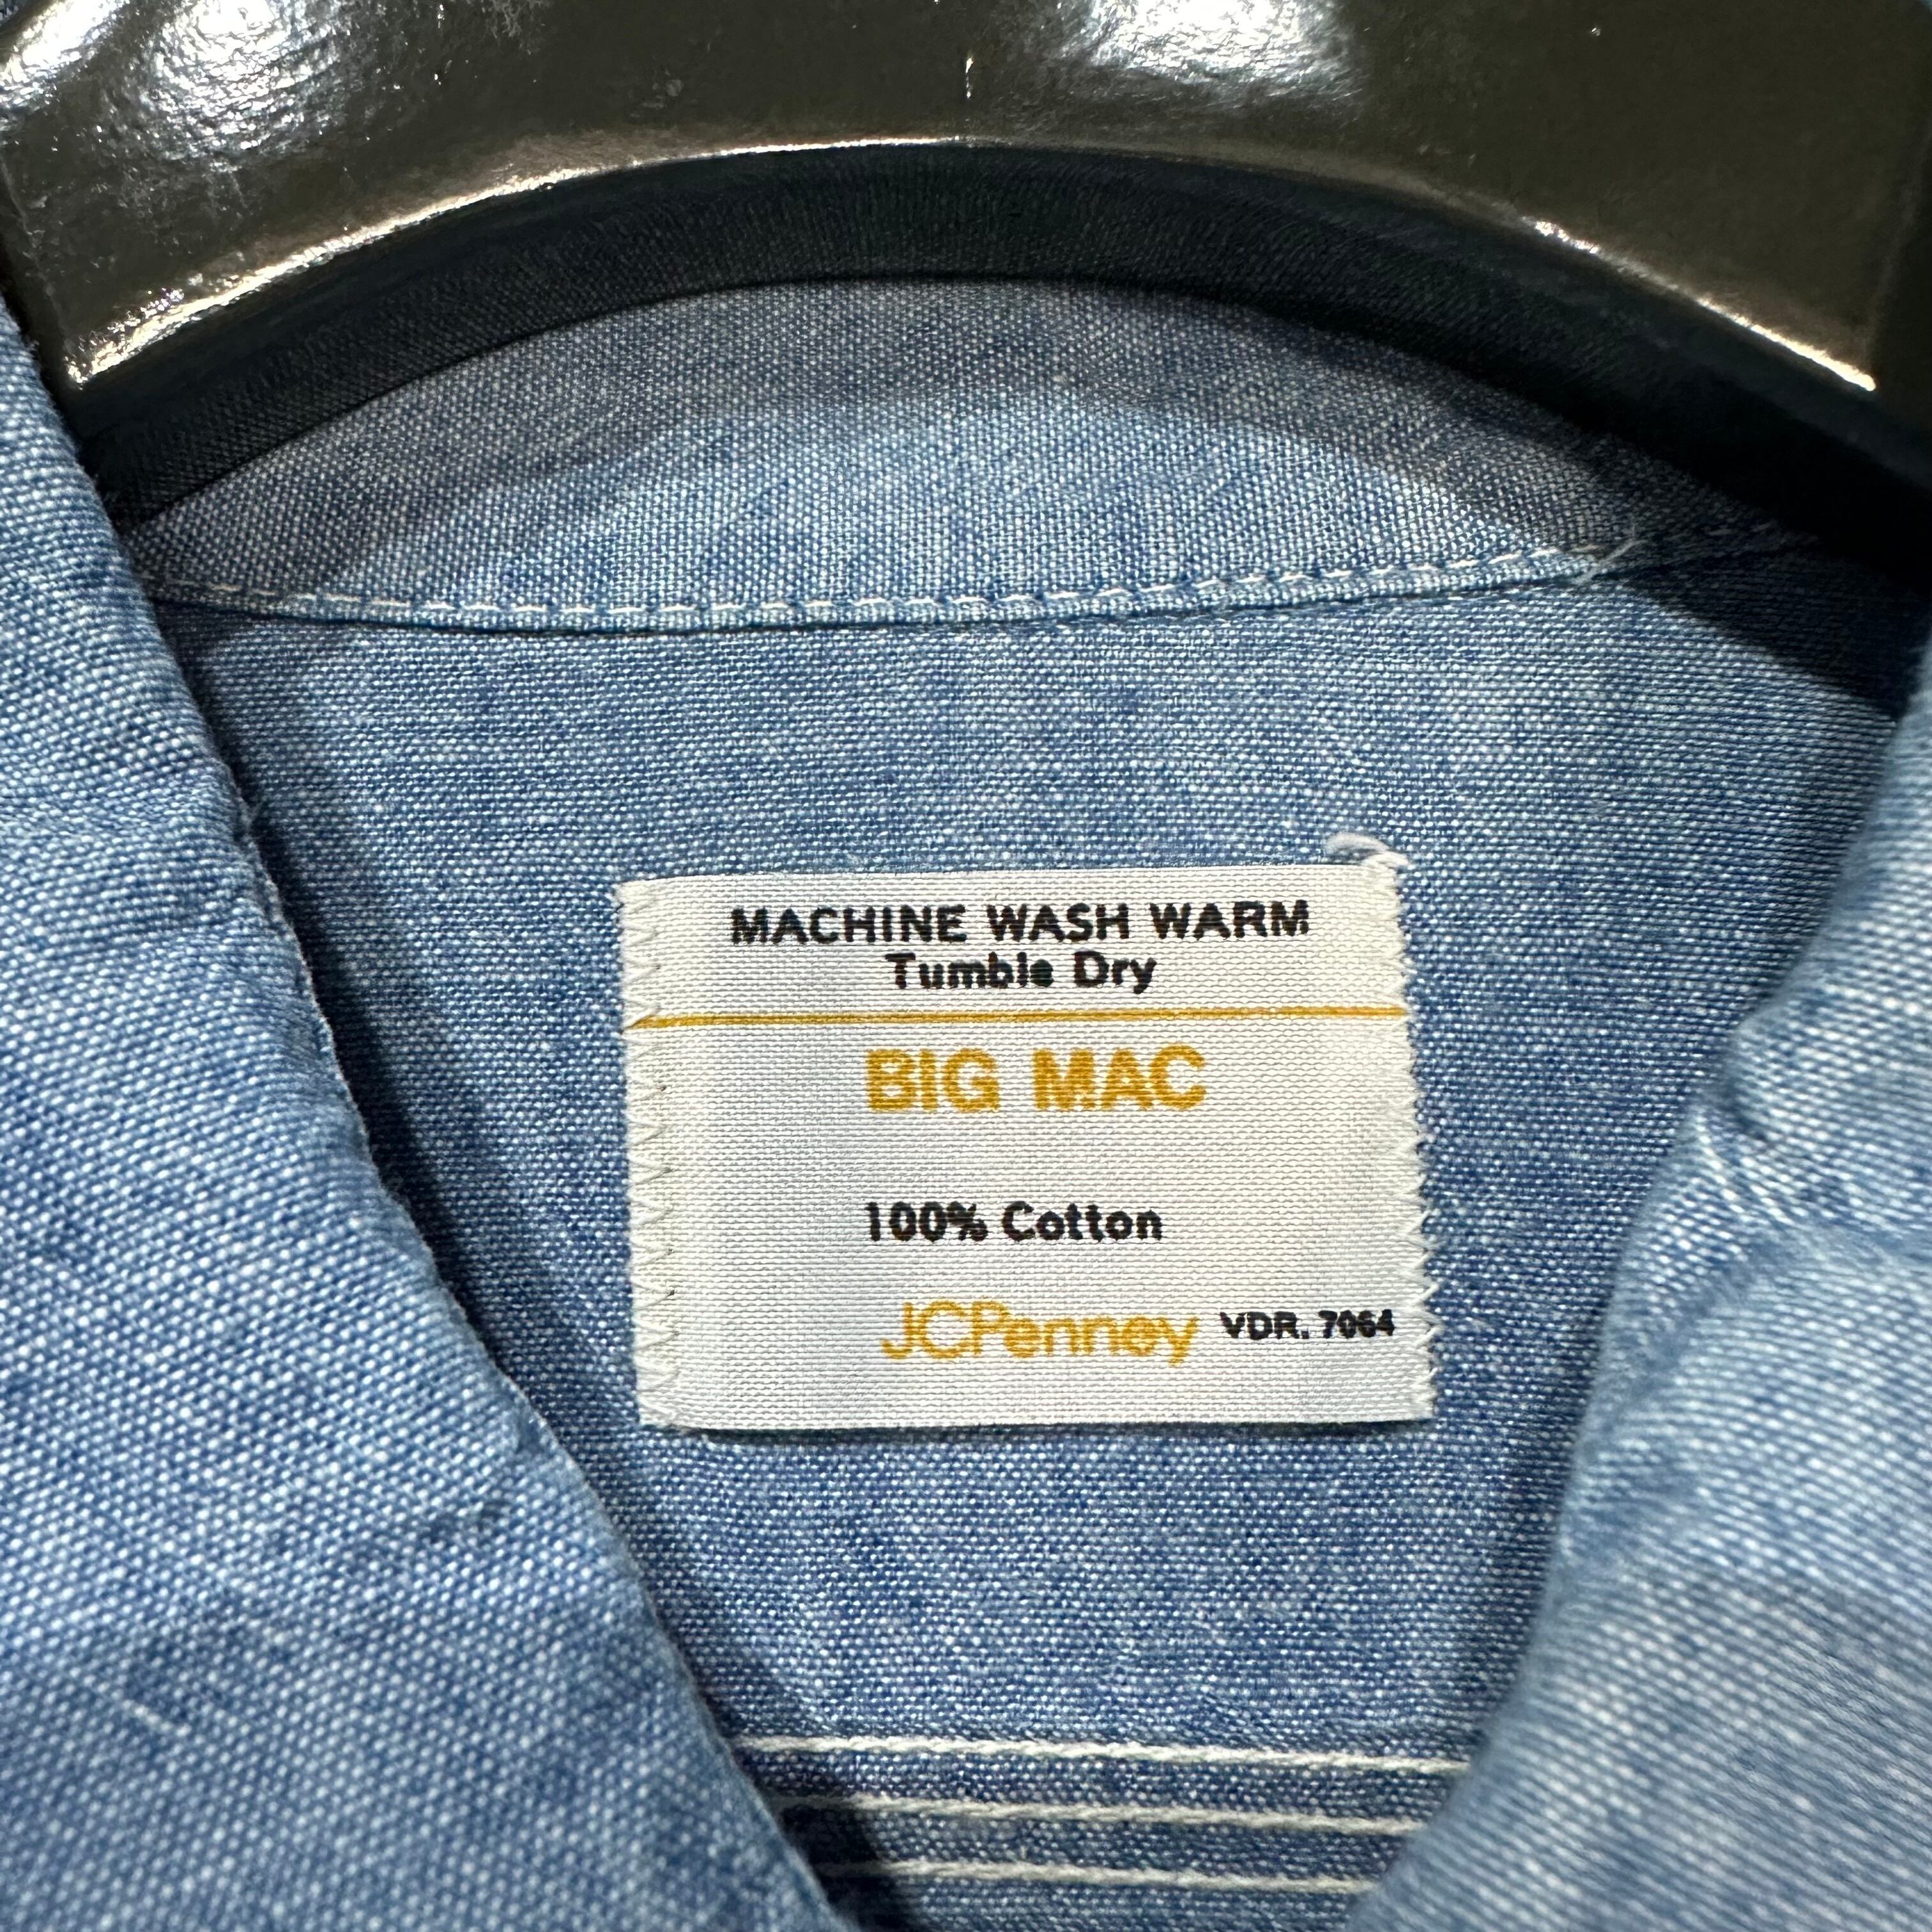 MACHINE WASH WARM
Tumble Dry
BIG MAC
100% Cotton
JCPenney VDR. 7064